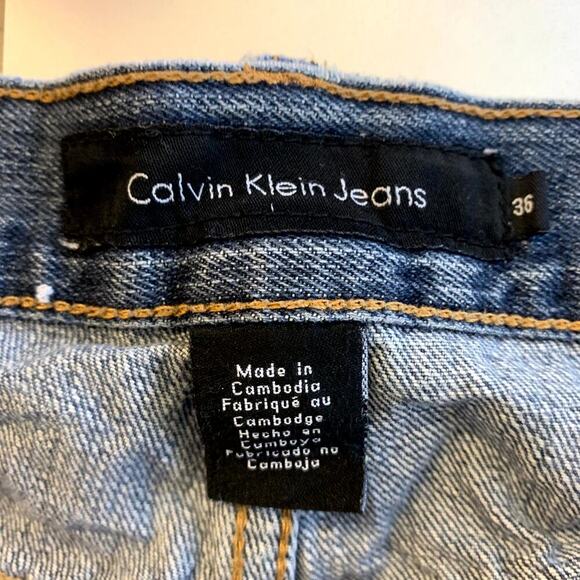 Calvin Klein Jeans
36
Made in
Cambodia
Fabriqué au
Cambodge
Hecho en
Camboya
Fabricado no
Camboja